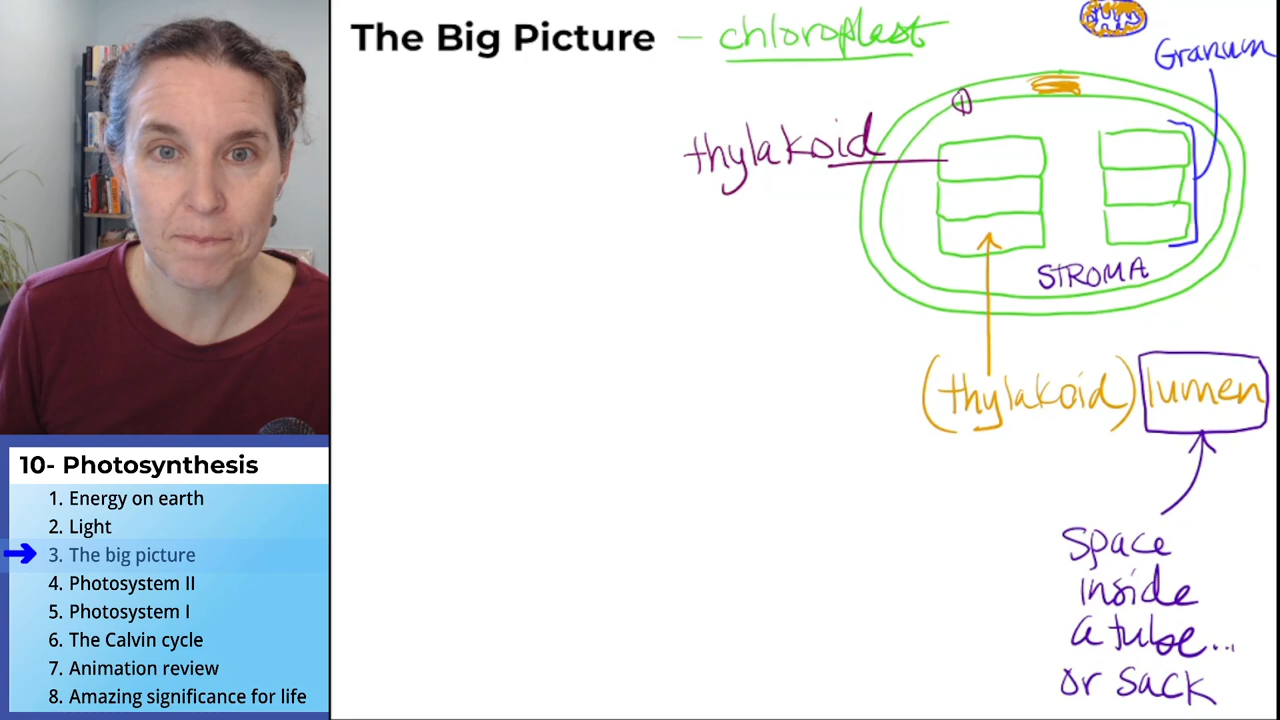 The Big Picture – chloroplast
Granum
thylakoid
STROMA
(thylakoid) lumen
space
inside
a tube...
or sack
10- Photosynthesis
1. Energy on earth
2. Light
3. The big picture
4. Photosystem II
5. Photosystem I
6. The Calvin cycle
7. Animation review
8. Amazing significance for life